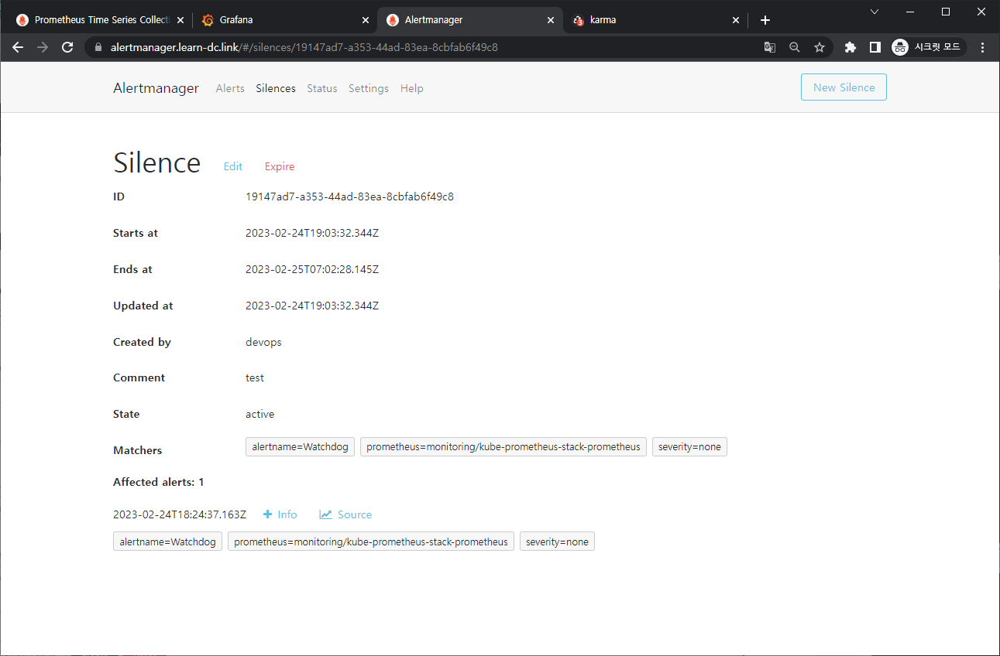 Prometheus Time Series Collecti
Grafana
Alertmanager
karma
3
alertmanager.learn-dc.link/#/silences/19147ad7-a353-44ad-83ea-8cbfab6f49c8
시크릿 모드
Alertmanager Alerts Silences Status Settings Help New Silence
Silence Edit Expire
ID 19147ad7-a353-44ad-83ea-8cbfab6f49c8
Starts at 2023-02-24T19:03:32.344Z
Ends at 2023-02-25T07:02:28.145Z
Updated at 2023-02-24T19:03:32.344Z
Created by devops
Comment test
State active
Matchers alertname=Watchdog prometheus=monitoring/kube-prometheus-stack-prometheus severity=none
Affected alerts: 1
2023-02-24T18:24:37.163Z + Info Source
alertname=Watchdog prometheus=monitoring/kube-prometheus-stack-prometheus severity=none